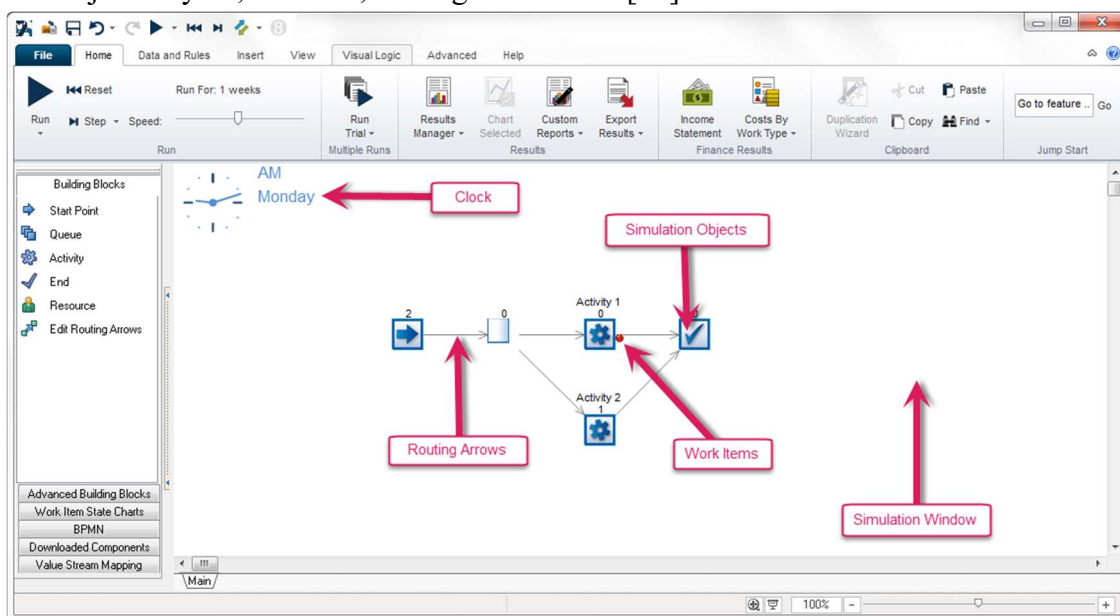 File Home Data and Rules Insert View Visual Logic Advanced Help
Reset
Run For: 1 weeks
Run
Step
Speed:
Run
Run
Trial
Multiple Runs
Results
Manager
Chart
Selected
Custom
Reports
Export
Results
Results
Income
Statement
Costs By
Work Type
Finance Results
Duplication
Wizard
Cut
Paste
Copy
Find
Clipboard
Go to feature .. Go
Jump Start
Building Blocks
Start Point
Queue
Activity
End
Resource
Edit Routing Arrows
Advanced Building Blocks
Work Item State Charts
BPMN
Downloaded Components
Value Stream Mapping
AM
Monday
Clock
Simulation Objects
2
0
Activity 1
0
Activity 2
1
Routing Arrows
Work Items
Simulation Window
Main
100%